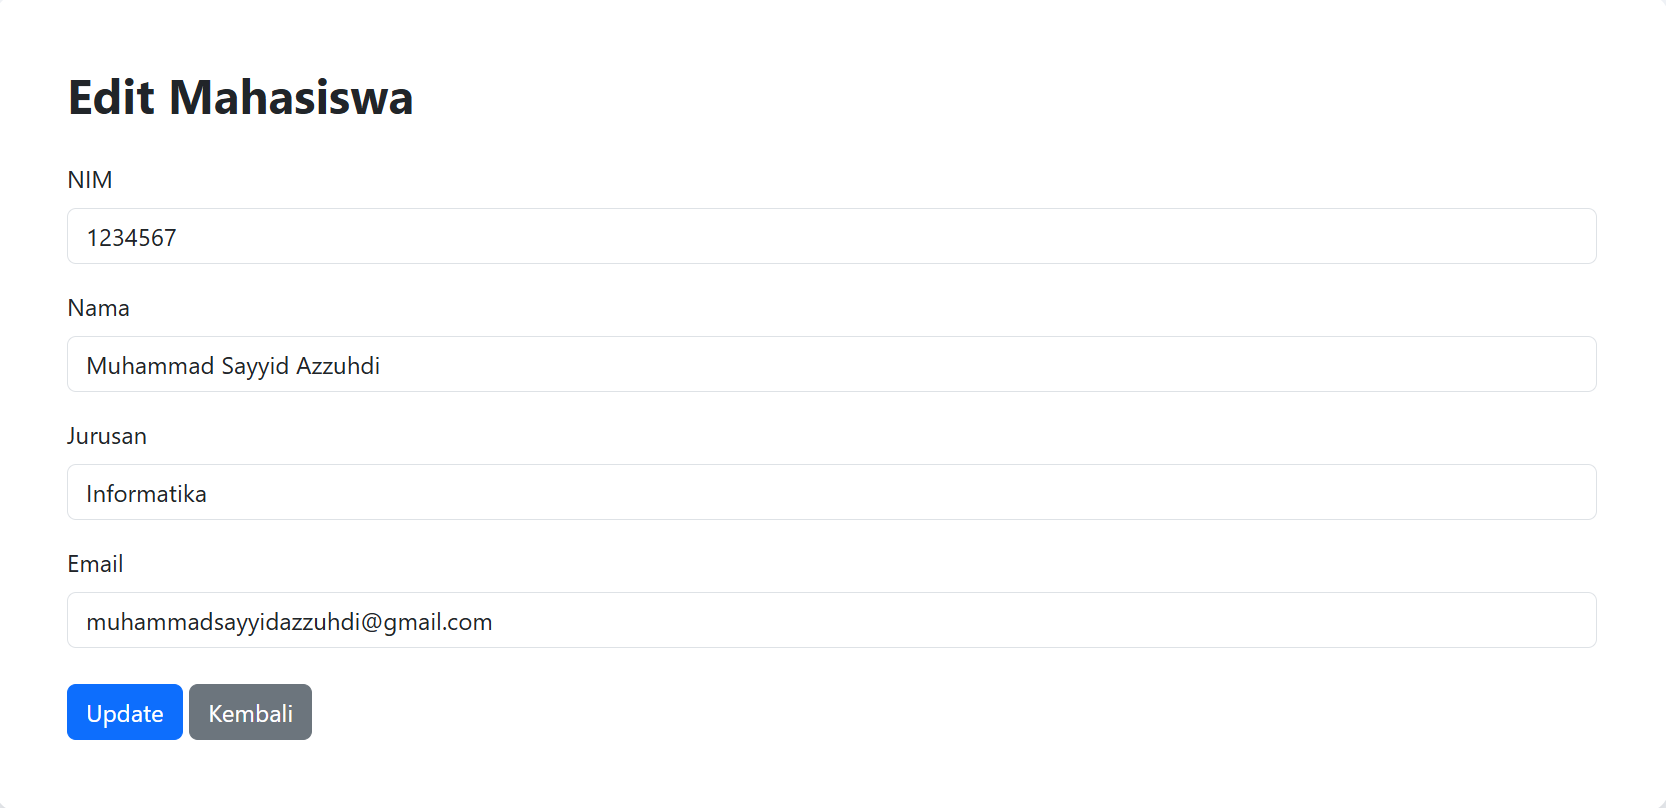 Edit Mahasiswa
NIM
1234567
Nama
Muhammad Sayyid Azzuhdi
Jurusan
Informatika
Email
muhammadsayyidazzuhdi@gmail.com
Update Kembali